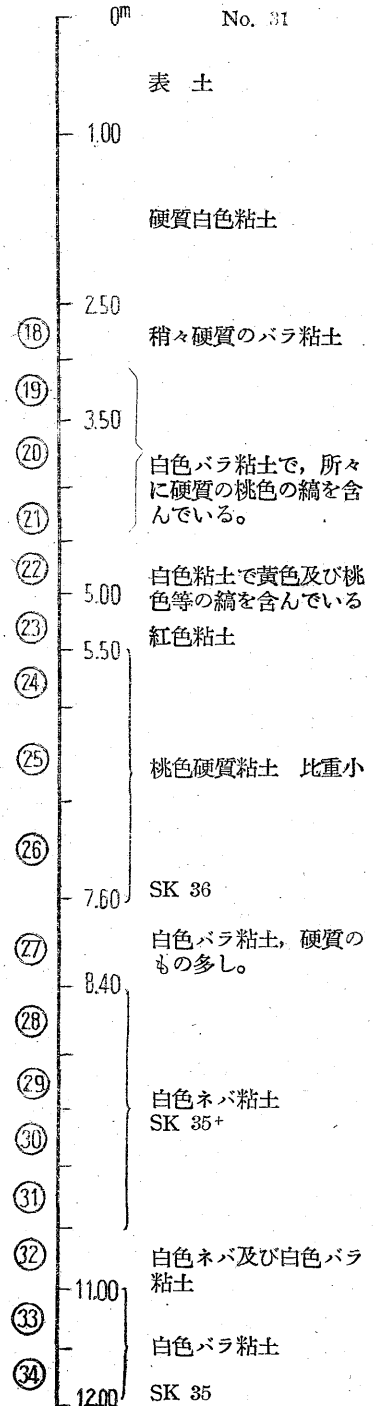 0m No. 31
表 土
1.00
硬質白色粘土
2.50
⑱ 稍々硬質のバラ粘土
⑲
3.50
⑳
白色バラ粘土で，所々
に硬質の桃色の縞を含
㉑ んでいる。
㉒ 白色粘土で黄色及び桃
5.00 色等の縞を含んでいる
㉓ 紅色粘土
5.50
㉔
㉕ 桃色硬質粘土 比重小
㉖
7.60 SK 36
㉗ 白色バラ粘土，硬質の
もの多し。
8.40
㉘
㉙ 白色ネバ粘土
SK 35+
㉚
㉛
㉜ 白色ネバ及び白色バラ
11.00 粘土
㉝
白色バラ粘土
㉞
12.00 SK 35